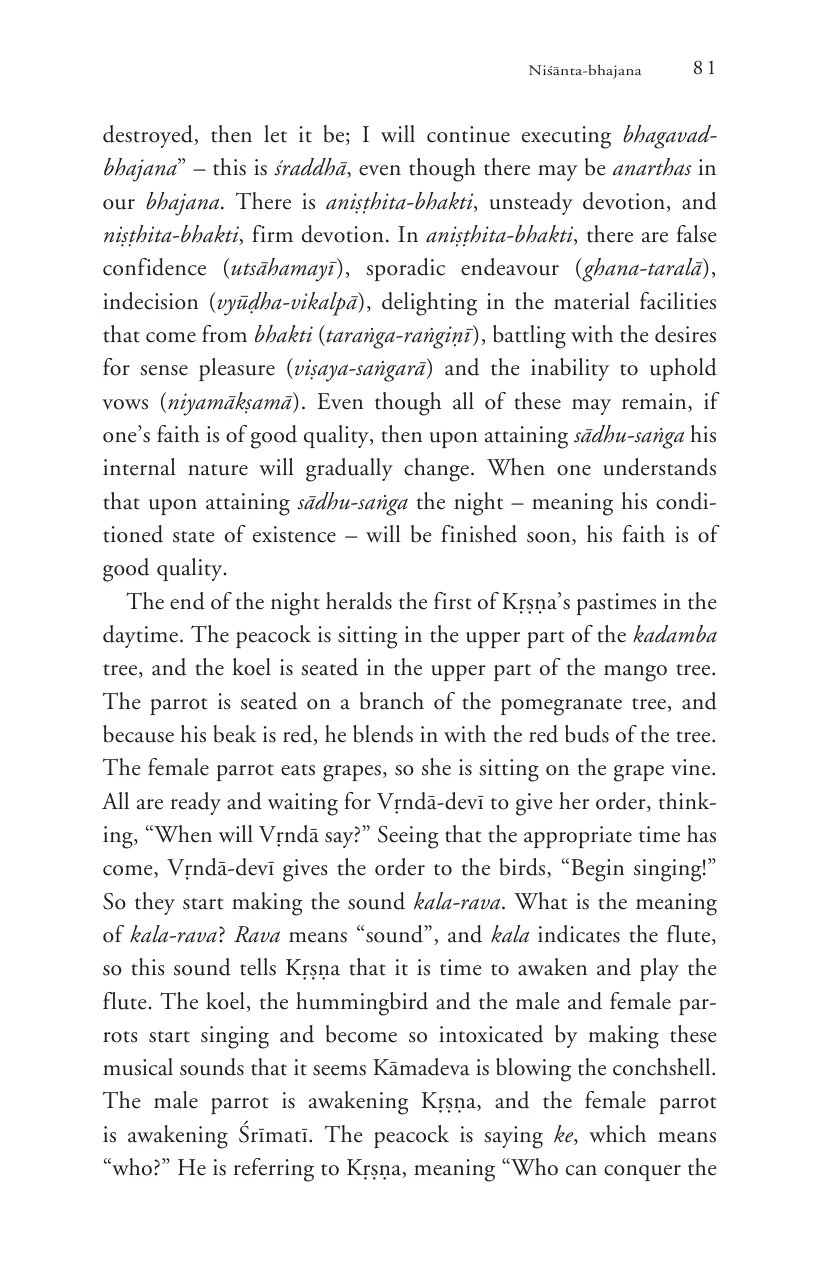 Niśānta-bhajana 81
destroyed, then let it be; I will continue executing bhagavad-
bhajana” – this is śraddhā, even though there may be anarthas in
our bhajana. There is aniṣṭhita-bhakti, unsteady devotion, and
niṣṭhita-bhakti, firm devotion. In aniṣṭhita-bhakti, there are false
confidence (utsāhamayī), sporadic endeavour (ghana-taralā),
indecision (vyūḍha-vikalpā), delighting in the material facilities
that come from bhakti (taraṅga-raṅgiṇī), battling with the desires
for sense pleasure (viṣaya-saṅgarā) and the inability to uphold
vows (niyamākṣamā). Even though all of these may remain, if
one’s faith is of good quality, then upon attaining sādhu-saṅga his
internal nature will gradually change. When one understands
that upon attaining sādhu-saṅga the night – meaning his condi-
tioned state of existence – will be finished soon, his faith is of
good quality.
The end of the night heralds the first of Kṛṣṇa’s pastimes in the
daytime. The peacock is sitting in the upper part of the kadamba
tree, and the koel is seated in the upper part of the mango tree.
The parrot is seated on a branch of the pomegranate tree, and
because his beak is red, he blends in with the red buds of the tree.
The female parrot eats grapes, so she is sitting on the grape vine.
All are ready and waiting for Vṛndā-devī to give her order, think-
ing, “When will Vṛndā say?” Seeing that the appropriate time has
come, Vṛndā-devī gives the order to the birds, “Begin singing!”
So they start making the sound kala-rava. What is the meaning
of kala-rava? Rava means “sound”, and kala indicates the flute,
so this sound tells Kṛṣṇa that it is time to awaken and play the
flute. The koel, the hummingbird and the male and female par-
rots start singing and become so intoxicated by making these
musical sounds that it seems Kāmadeva is blowing the conchshell.
The male parrot is awakening Kṛṣṇa, and the female parrot
is awakening Śrīmatī. The peacock is saying ke, which means
“who?” He is referring to Kṛṣṇa, meaning “Who can conquer the